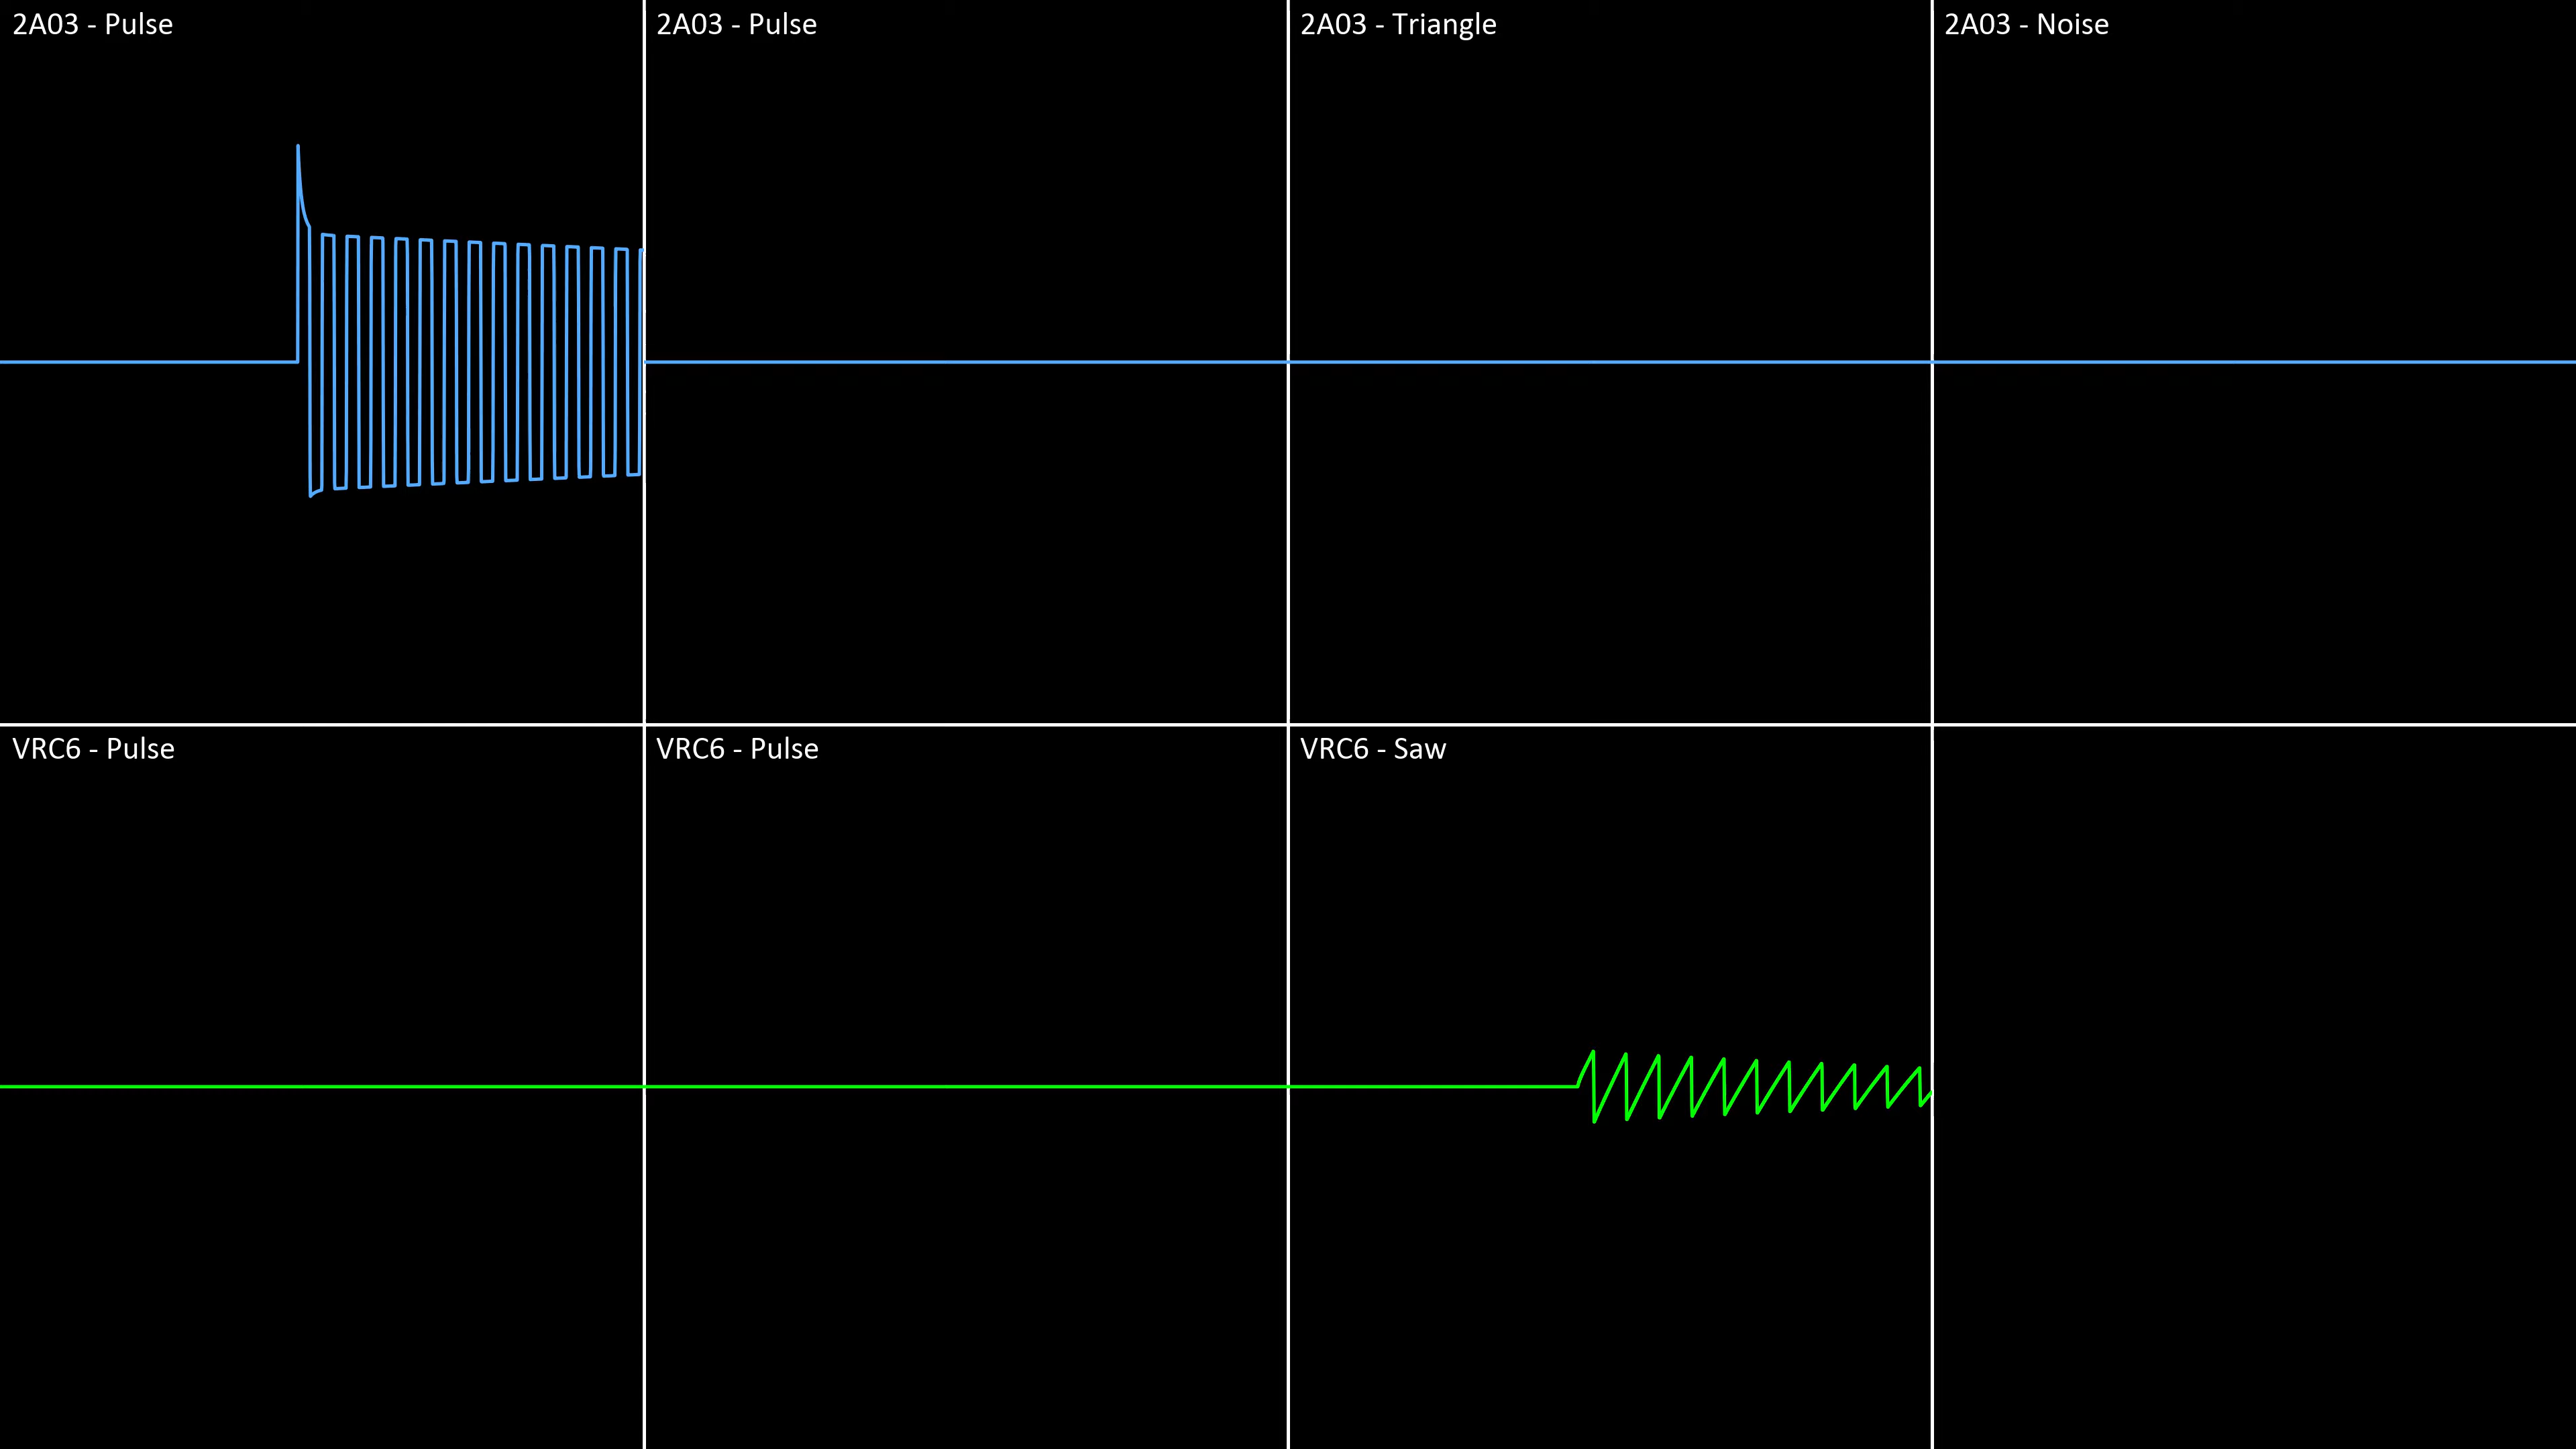 2A03 - Pulse
2A03 - Pulse
2A03 - Triangle
2A03 - Noise
VRC6 - Pulse
VRC6 - Pulse
VRC6 - Saw